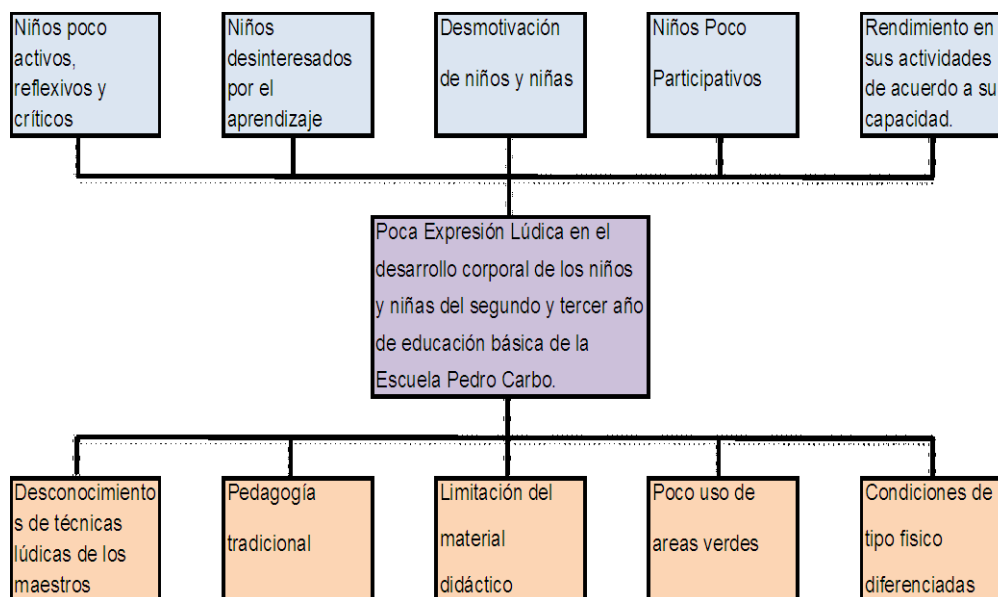 Niños poco
activos,
reflexivos y
críticos
Niños
desinteresados
por el
aprendizaje
Desmotivación
de niños y niñas
Niños Poco
Participativos
Rendimiento en
sus actividades
de acuerdo a su
capacidad.
Poca Expresión Lúdica en el
desarrollo corporal de los niños
y niñas del segundo y tercer año
de educación básica de la
Escuela Pedro Carbo.
Desconocimiento
s de técnicas
lúdicas de los
maestros
Pedagogía
tradicional
Limitación del
material
didáctico
Poco uso de
areas verdes
Condiciones de
tipo fisico
diferenciadas